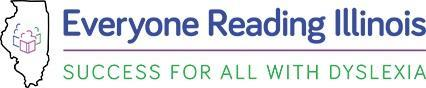 Everyone Reading Illinois
SUCCESS FOR ALL WITH DYSLEXIA